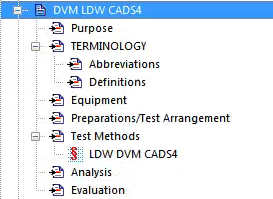 DVM LDW CADS4
Purpose
TERMINOLOGY
Abbreviations
Definitions
Equipment
Preparations/Test Arrangement
Test Methods
§ LDW DVM CADS4
Analysis
Evaluation